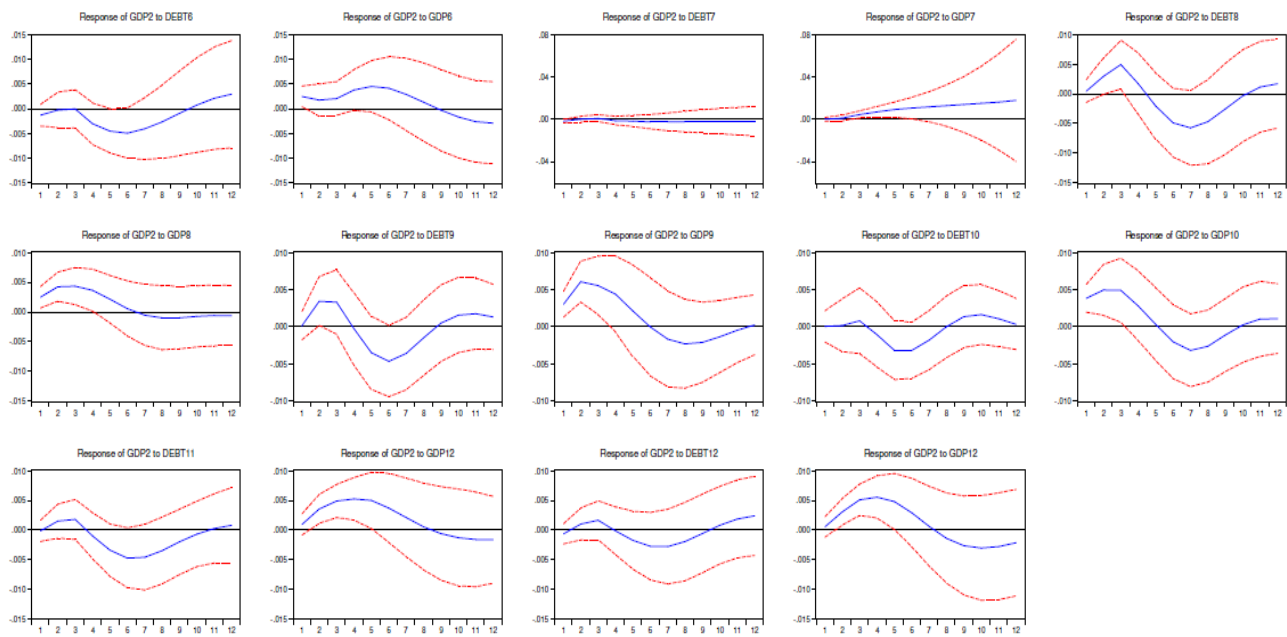 Response of GDP2 to DEBT6
.015
.010
.005
.000
-.005
-.010
-.015
1 2 3 4 5 6 7 8 9 10 11 12
Response of GDP2 to GDP6
.015
.010
.005
.000
-.005
-.010
-.015
1 2 3 4 5 6 7 8 9 10 11 12
Response of GDP2 to DEBT7
.08
.04
.00
-.04
1 2 3 4 5 6 7 8 9 10 11 12
Response of GDP2 to GDP7
.08
.04
.00
-.04
1 2 3 4 5 6 7 8 9 10 11 12
Response of GDP2 to DEBT8
.010
.005
.000
-.005
-.010
-.015
1 2 3 4 5 6 7 8 9 10 11 12
Response of GDP2 to GDP8
.010
.005
.000
-.005
-.010
-.015
1 2 3 4 5 6 7 8 9 10 11 12
Response of GDP2 to DEBT9
.010
.005
.000
-.005
-.010
1 2 3 4 5 6 7 8 9 10 11 12
Response of GDP2 to GDP9
.010
.005
.000
-.005
-.010
1 2 3 4 5 6 7 8 9 10 11 12
Response of GDP2 to DEBT10
.010
.005
.000
-.005
-.010
1 2 3 4 5 6 7 8 9 10 11 12
Response of GDP2 to GDP10
.010
.005
.000
-.005
-.010
1 2 3 4 5 6 7 8 9 10 11 12
Response of GDP2 to DEBT11
.010
.005
.000
-.005
-.010
-.015
1 2 3 4 5 6 7 8 9 10 11 12
Response of GDP2 to GDP12
.010
.005
.000
-.005
-.010
-.015
1 2 3 4 5 6 7 8 9 10 11 12
Response of GDP2 to DEBT12
.010
.005
.000
-.005
-.010
-.015
1 2 3 4 5 6 7 8 9 10 11 12
Response of GDP2 to GDP12
.010
.005
.000
-.005
-.010
-.015
1 2 3 4 5 6 7 8 9 10 11 12